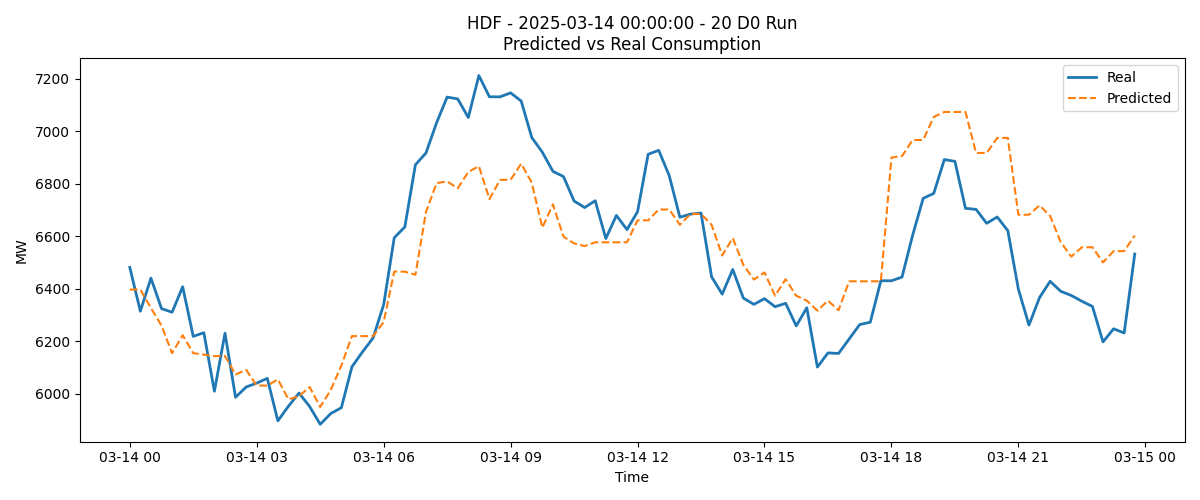 HDF - 2025-03-14 00:00:00 - 20 D0 Run
Predicted vs Real Consumption
Real
Predicted
MW
7200
7000
6800
6600
6400
6200
6000
03-14 00
03-14 03
03-14 06
03-14 09
03-14 12
03-14 15
03-14 18
03-14 21
03-15 00
Time